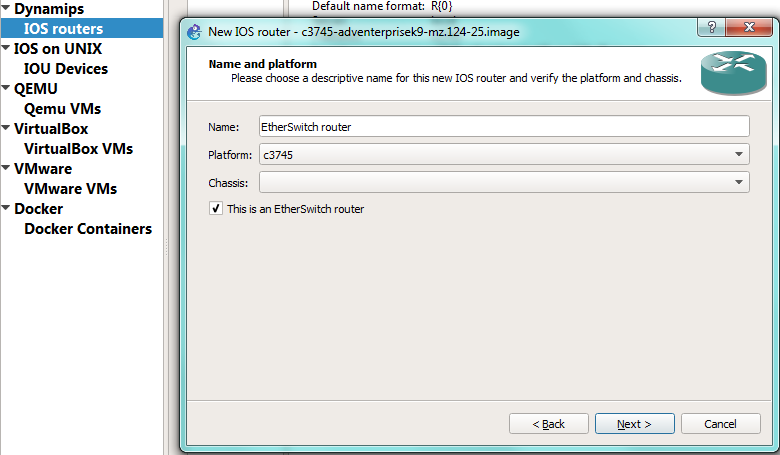 Dynamips
IOS routers
IOS on UNIX
IOU Devices
QEMU
Qemu VMs
VirtualBox
VirtualBox VMs
VMware
VMware VMs
Docker
Docker Containers
Default name format: R{0}
New IOS router - c3745-adventerprisek9-mz.124-25.image
Name and platform
Please choose a descriptive name for this new IOS router and verify the platform and chassis.
Name: EtherSwitch router
Platform: c3745
Chassis:
This is an EtherSwitch router
< Back Next > Cancel